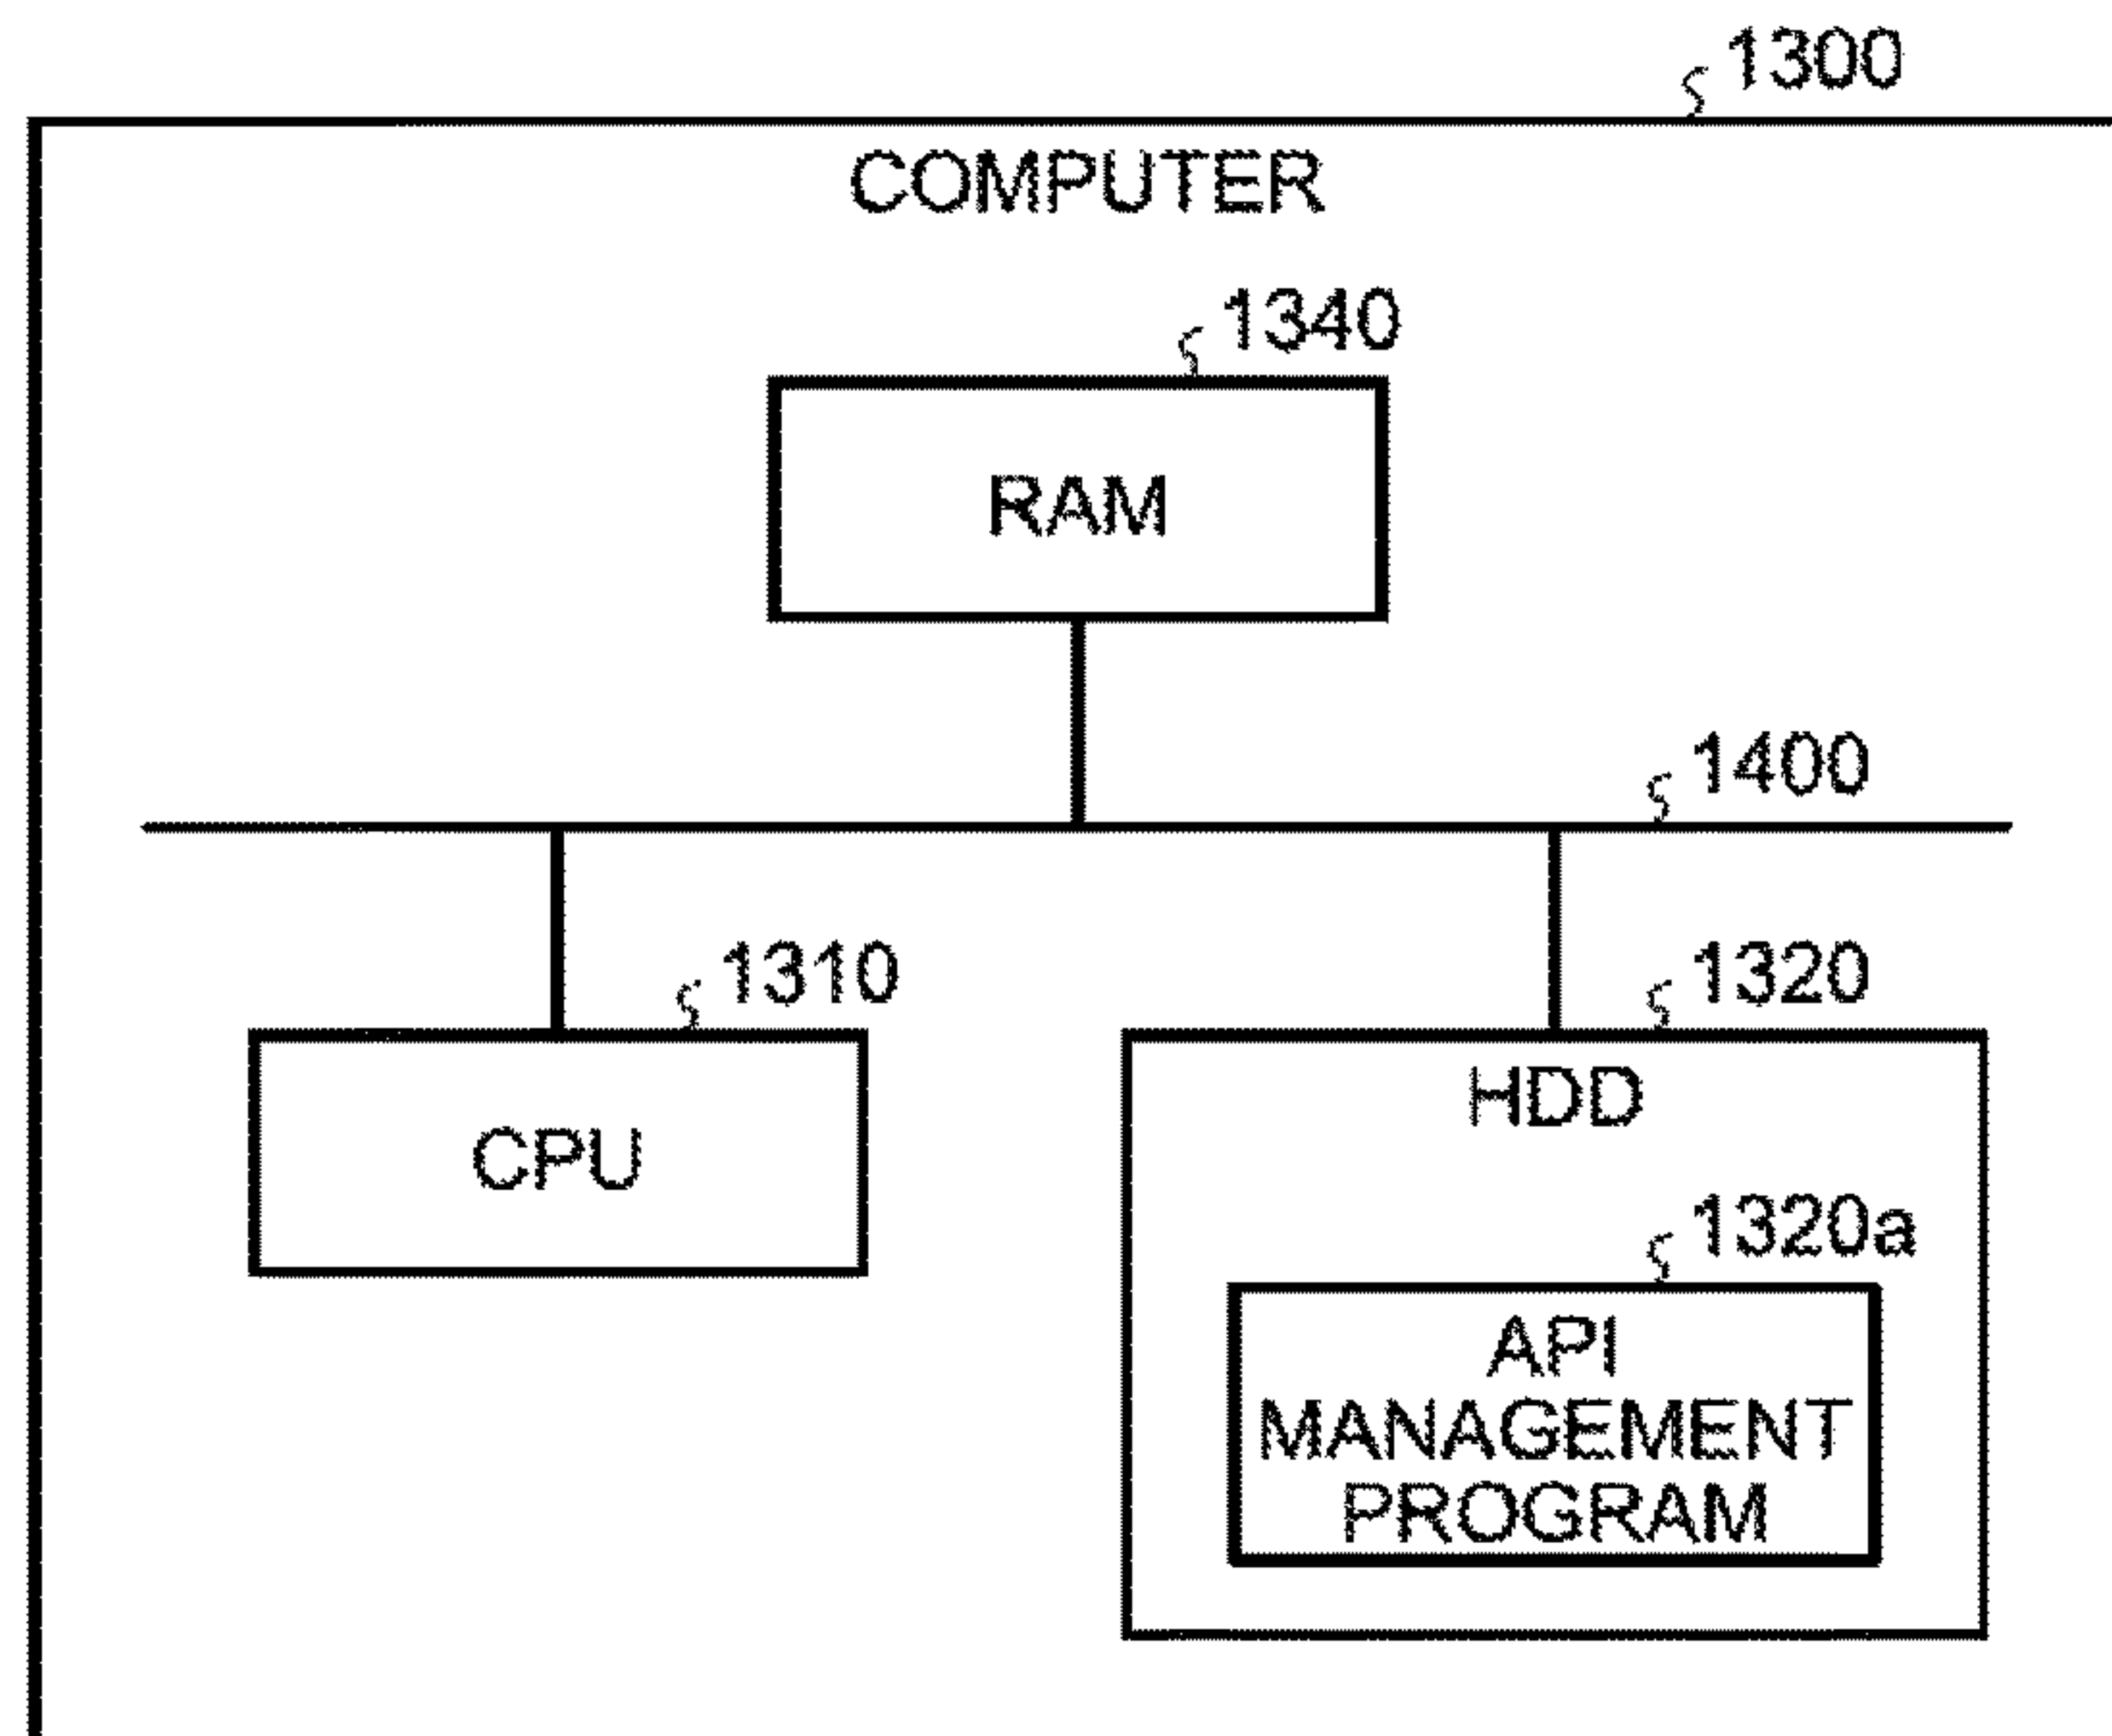 1300
COMPUTER
1340
RAM
1400
1310
1320
CPU
HDD
1320a
API
MANAGEMENT
PROGRAM